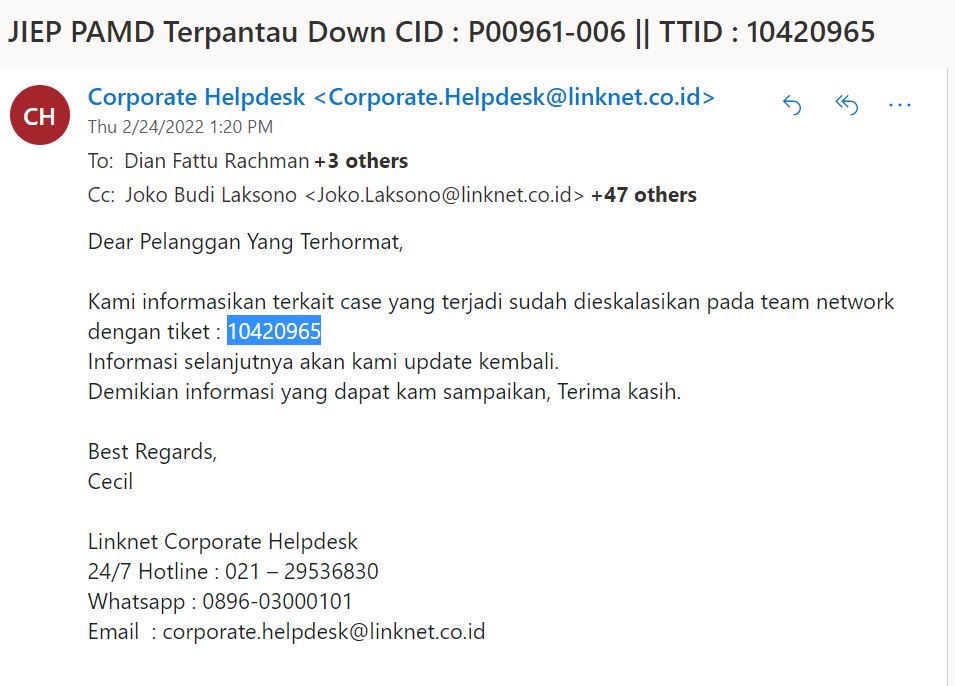 JIEP PAMD Terpantau Down CID : P00961-006 || TTID : 10420965
CH
Corporate Helpdesk <Corporate.Helpdesk@linknet.co.id>
Thu 2/24/2022 1:20 PM
To: Dian Fattu Rachman +3 others
Cc: Joko Budi Laksono <Joko.Laksono@linknet.co.id> +47 others
Dear Pelanggan Yang Terhormat,
Kami informasikan terkait case yang terjadi sudah dieskalasikan pada team network
dengan tiket : 10420965
Informasi selanjutnya akan kami update kembali.
Demikian informasi yang dapat kam sampaikan, Terima kasih.
Best Regards,
Cecil
Linknet Corporate Helpdesk
24/7 Hotline : 021 – 29536830
Whatsapp : 0896-03000101
Email : corporate.helpdesk@linknet.co.id